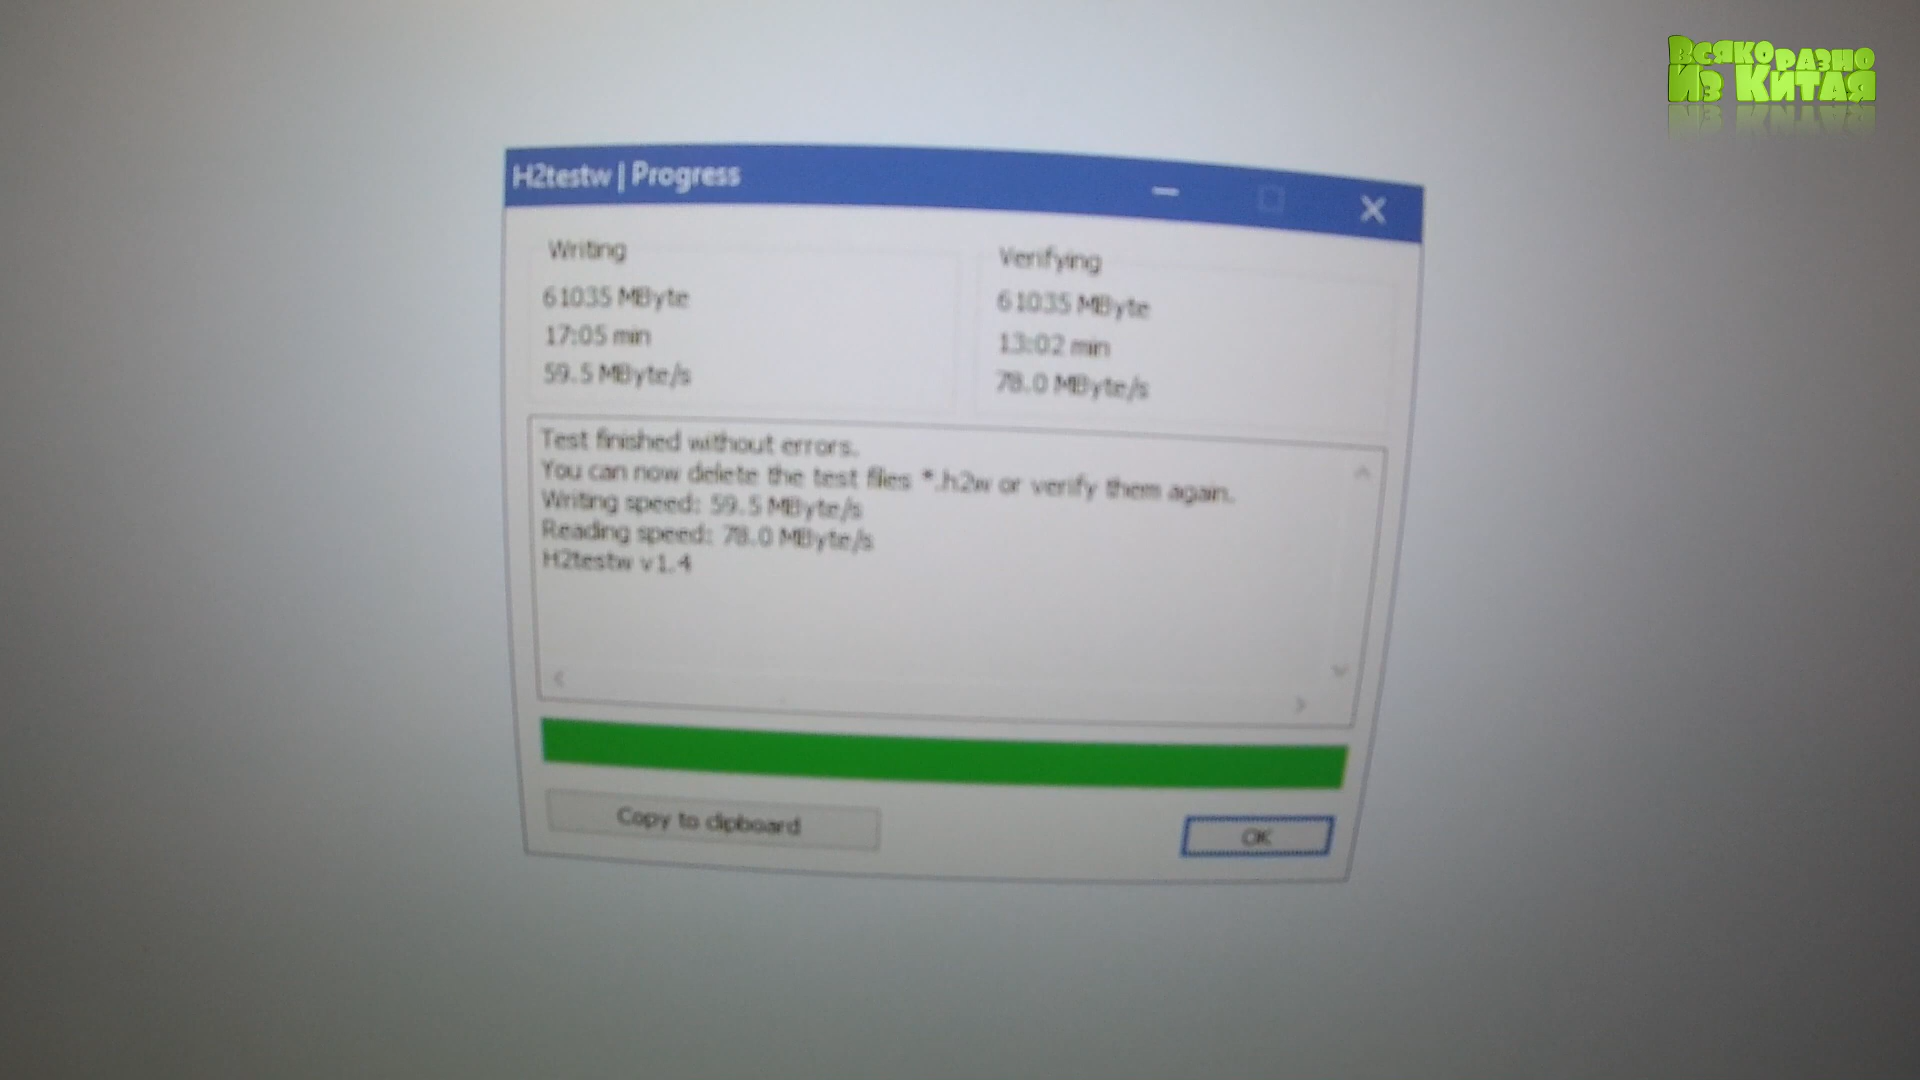 Всякоразно
Из Китая
H2testw | Progress
Writing
61035 MByte
17:05 min
59.5 MByte/s
Verifying
61035 MByte
13:02 min
78.0 MByte/s
Test finished without errors.
You can now delete the test files *.h2w or verify them again.
Writing speed: 59.5 MByte/s
Reading speed: 78.0 MByte/s
H2testw v1.4
Copy to clipboard
OK